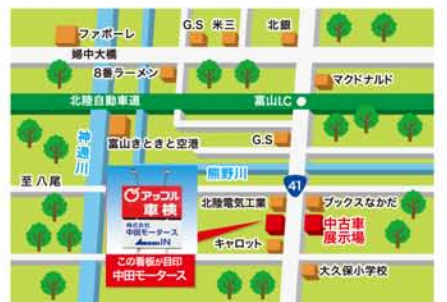 ファボーレ
G.S
米三
北銀
婦中大橋
8番ラーメン
マクドナルド
北陸自動車道
富山I.C
神通川
富山きときと空港
G.S
至 八尾
熊野川
41
アップル
車検
株式会社
中田モータース
IN
この看板が目印
中田モータース
北陸電気工業
ブックスなかだ
中古車
展示場
キャロット
大久保小学校